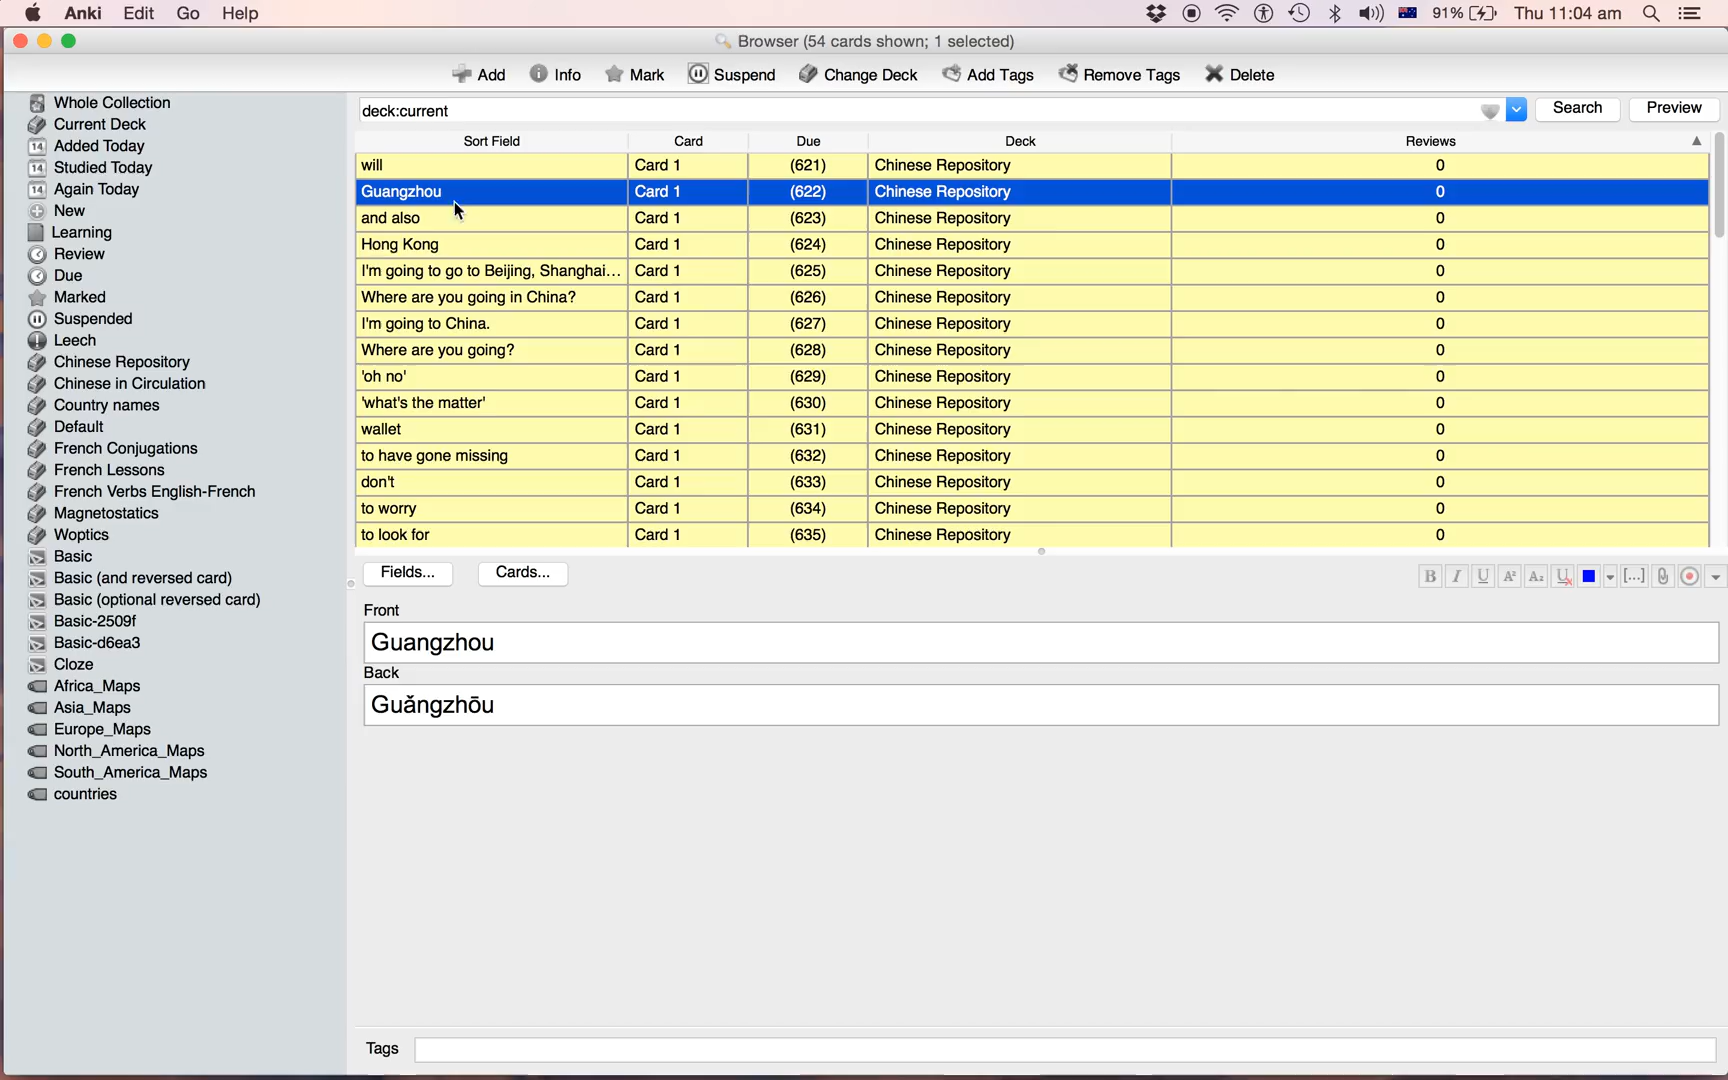 Anki Edit Go Help 91% Thu 11:04 am
Browser (54 cards shown; 1 selected)
Add Info Mark Suspend Change Deck Add Tags Remove Tags Delete
deck:current Search Preview
Whole Collection
Current Deck
Added Today
Studied Today
Again Today
New
Learning
Review
Due
Marked
Suspended
Leech
Chinese Repository
Chinese in Circulation
Country names
Default
French Conjugations
French Lessons
French Verbs English-French
Magnetostatics
Woptics
Basic
Basic (and reversed card)
Basic (optional reversed card)
Basic-2509f
Basic-d6ea3
Cloze
Africa_Maps
Asia_Maps
Europe_Maps
North_America_Maps
South_America_Maps
countries
Sort Field Card Due Deck Reviews
will Card 1 (621) Chinese Repository 0
Guangzhou Card 1 (622) Chinese Repository 0
and also Card 1 (623) Chinese Repository 0
Hong Kong Card 1 (624) Chinese Repository 0
I'm going to go to Beijing, Shanghai... Card 1 (625) Chinese Repository 0
Where are you going in China? Card 1 (626) Chinese Repository 0
I'm going to China. Card 1 (627) Chinese Repository 0
Where are you going? Card 1 (628) Chinese Repository 0
'oh no' Card 1 (629) Chinese Repository 0
'what's the matter' Card 1 (630) Chinese Repository 0
wallet Card 1 (631) Chinese Repository 0
to have gone missing Card 1 (632) Chinese Repository 0
don't Card 1 (633) Chinese Repository 0
to worry Card 1 (634) Chinese Repository 0
to look for Card 1 (635) Chinese Repository 0
Fields... Cards... B I U A² A₂ U [...]
Front
Guangzhou
Back
Guǎngzhōu
Tags